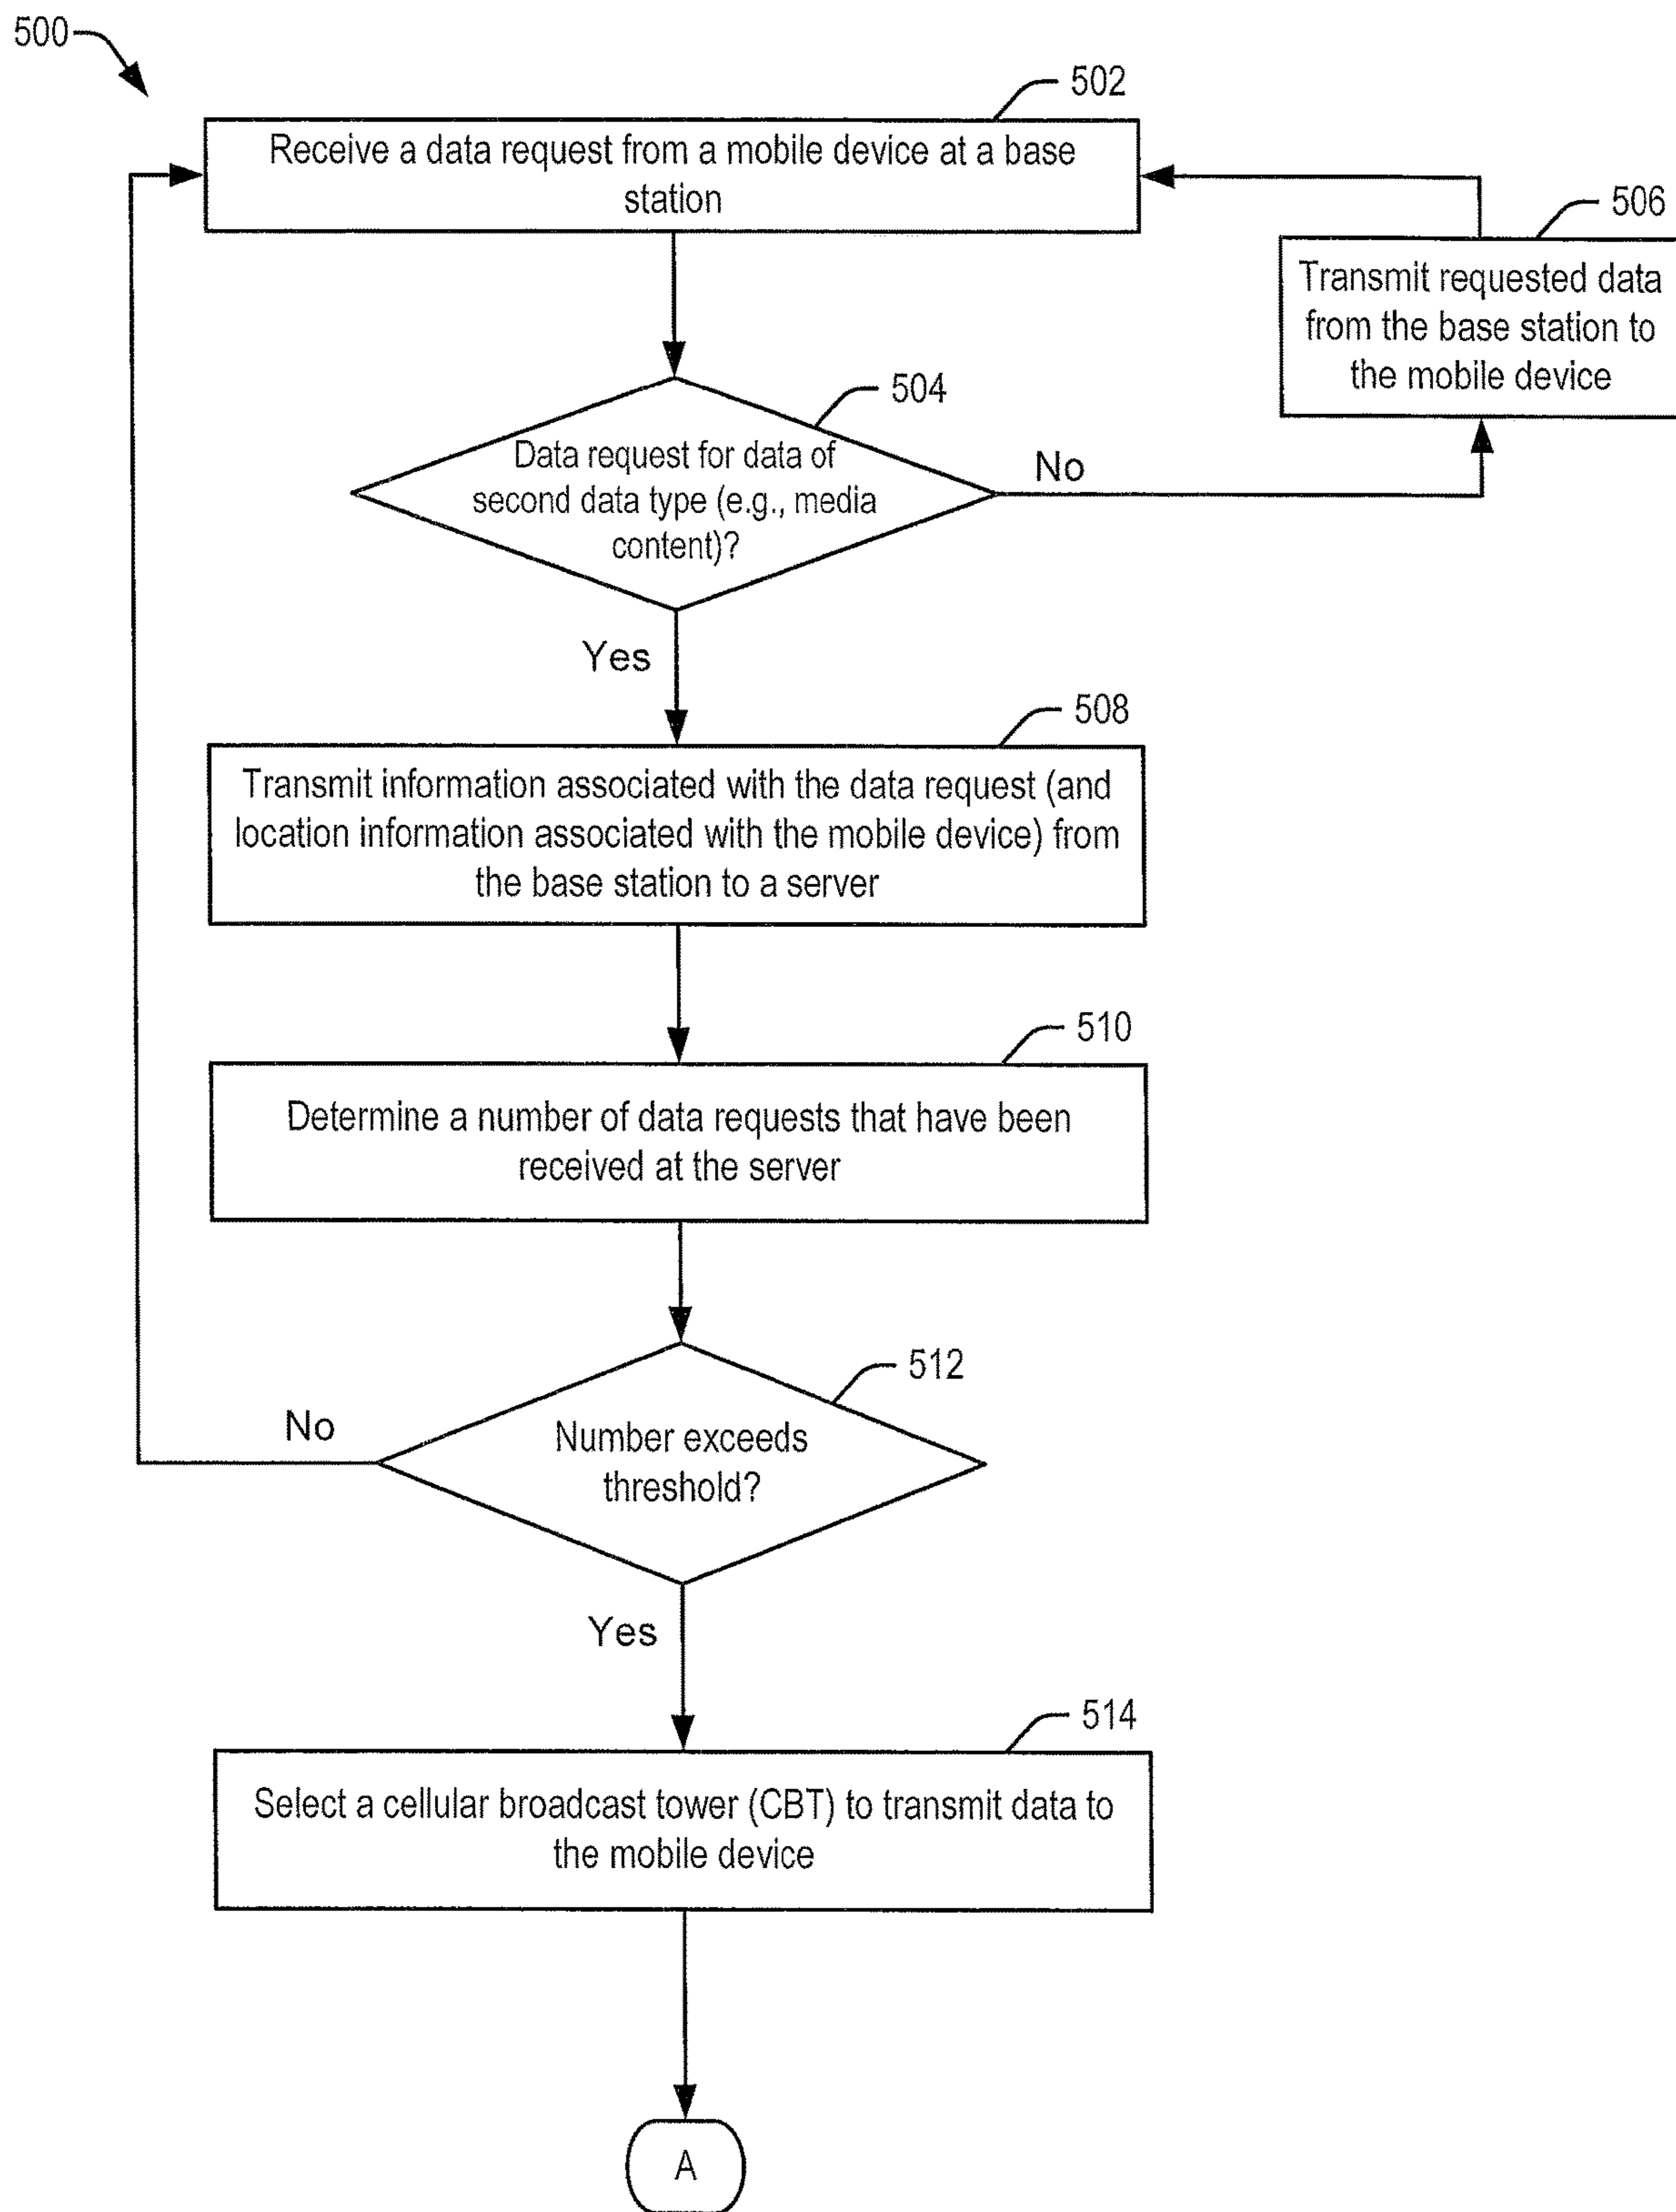 500
502
Receive a data request from a mobile device at a base
station
506
Transmit requested data
from the base station to
the mobile device
504
Data request for data of
second data type (e.g., media
content)?
No
Yes
508
Transmit information associated with the data request (and
location information associated with the mobile device) from
the base station to a server
510
Determine a number of data requests that have been
received at the server
512
Number exceeds
threshold?
No
Yes
514
Select a cellular broadcast tower (CBT) to transmit data to
the mobile device
A